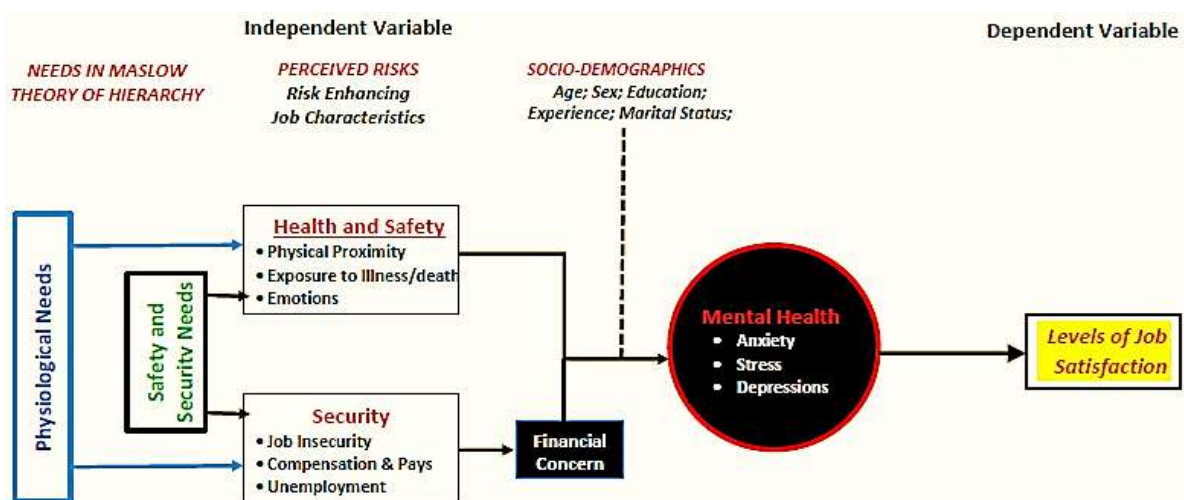 Independent Variable
Dependent Variable
NEEDS IN MASLOW
THEORY OF HIERARCHY
PERCEIVED RISKS
Risk Enhancing
Job Characteristics
SOCIO-DEMOGRAPHICS
Age; Sex; Education;
Experience; Marital Status;
Physiological Needs
Safety and
Security Needs
Health and Safety
• Physical Proximity
• Exposure to Illness/death
• Emotions
Security
• Job Insecurity
• Compensation & Pays
• Unemployment
Financial
Concern
Mental Health
• Anxiety
• Stress
• Depressions
Levels of Job
Satisfaction